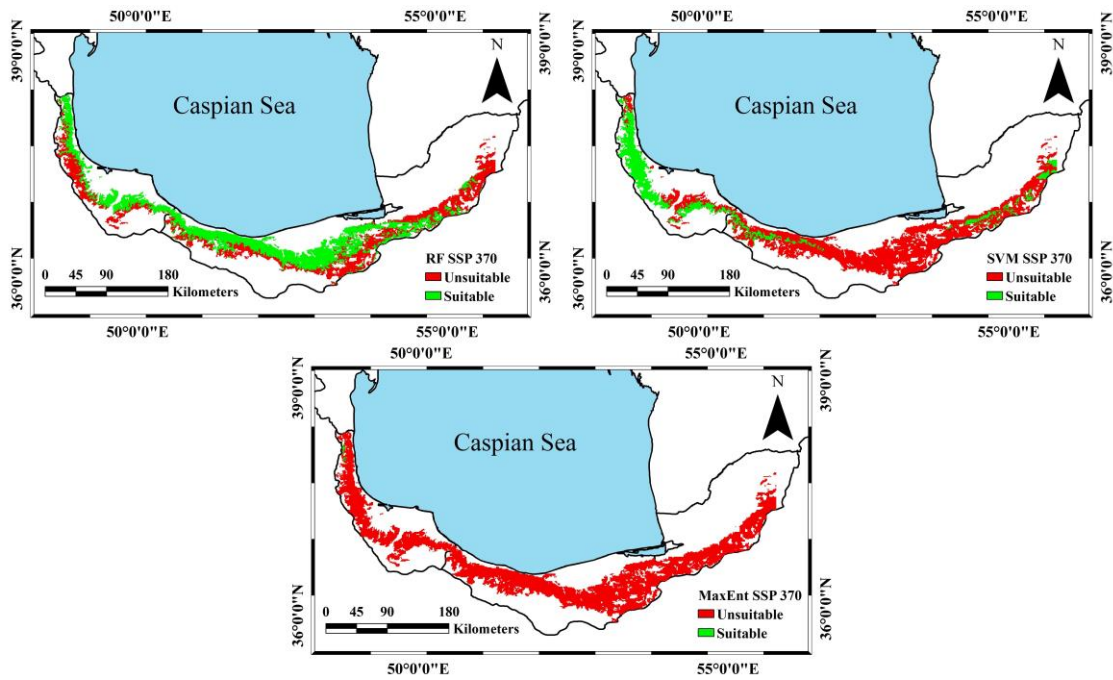 50°0'0"E 55°0'0"E
39°0'0"N 39°0'0"N
N
Caspian Sea
RF SSP 370
Unsuitable
Suitable
0 45 90 180
Kilometers
36°0'0"N 36°0'0"N
50°0'0"E 55°0'0"E
50°0'0"E 55°0'0"E
39°0'0"N 39°0'0"N
N
Caspian Sea
SVM SSP 370
Unsuitable
Suitable
0 45 90 180
Kilometers
36°0'0"N 36°0'0"N
50°0'0"E 55°0'0"E
50°0'0"E 55°0'0"E
39°0'0"N 39°0'0"N
N
Caspian Sea
MaxEnt SSP 370
Unsuitable
Suitable
0 45 90 180
Kilometers
36°0'0"N 36°0'0"N
50°0'0"E 55°0'0"E